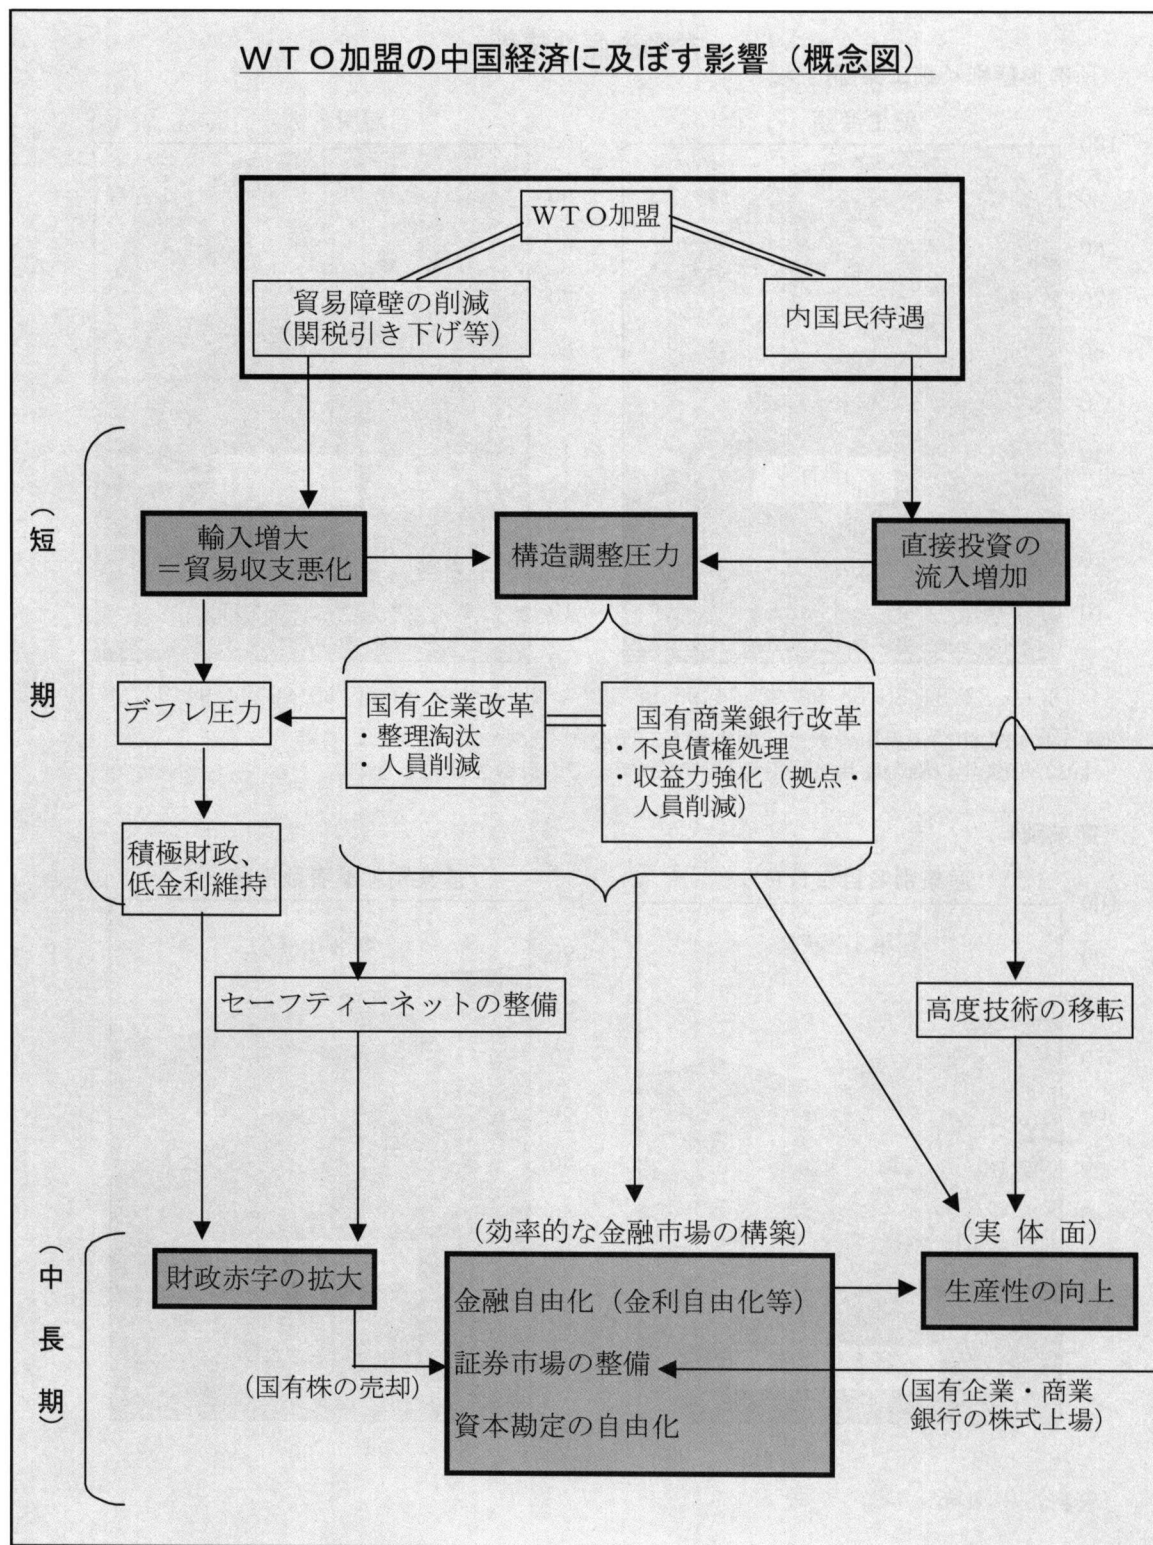 WTO加盟の中国経済に及ぼす影響（概念図）
WTO加盟
貿易障壁の削減
（関税引き下げ等）
内国民待遇
（短期）
輸入増大
＝貿易収支悪化
構造調整圧力
直接投資の
流入増加
デフレ圧力
国有企業改革
・整理淘汰
・人員削減
国有商業銀行改革
・不良債権処理
・収益力強化（拠点・
人員削減）
積極財政、
低金利維持
セーフティーネットの整備
高度技術の移転
（中長期）
（効率的な金融市場の構築）
（実体面）
財政赤字の拡大
金融自由化（金利自由化等）
証券市場の整備
資本勘定の自由化
生産性の向上
（国有株の売却）
（国有企業・商業
銀行の株式上場）